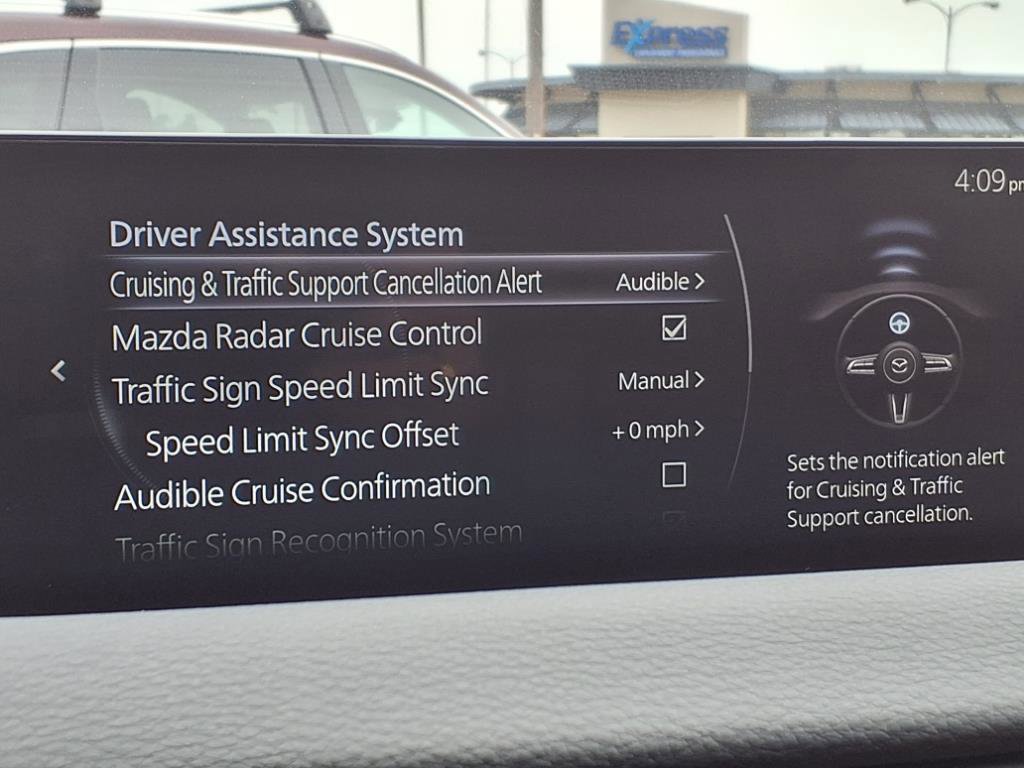 Express
4:09 pm
Driver Assistance System
Cruising & Traffic Support Cancellation Alert Audible >
Mazda Radar Cruise Control
Traffic Sign Speed Limit Sync Manual >
Speed Limit Sync Offset +0 mph >
Audible Cruise Confirmation
Traffic Sign Recognition System
Sets the notification alert
for Cruising & Traffic
Support cancellation.